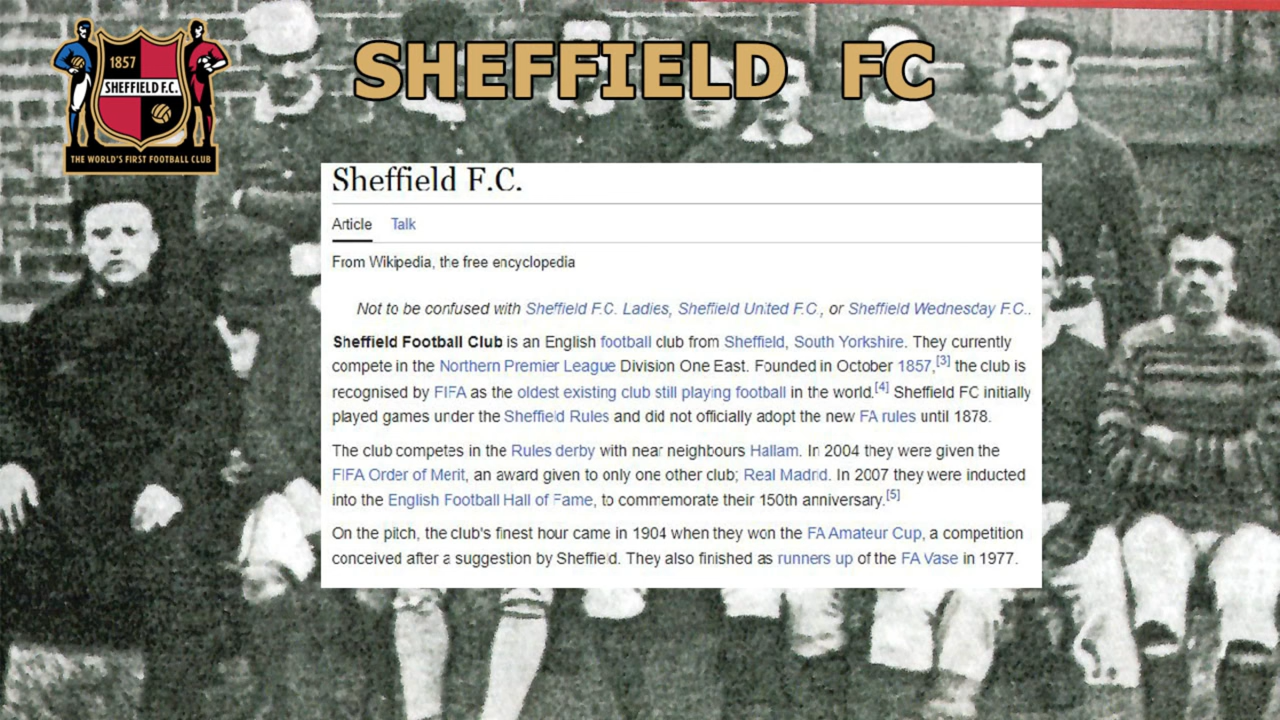 1857
SHEFFIELD F.C.
THE WORLD'S FIRST FOOTBALL CLUB
SHEFFIELD FC
Sheffield F.C.
Article Talk
From Wikipedia, the free encyclopedia
Not to be confused with Sheffield F.C. Ladies, Sheffield United F.C., or Sheffield Wednesday F.C..
Sheffield Football Club is an English football club from Sheffield, South Yorkshire. They currently
compete in the Northern Premier League Division One East. Founded in October 1857,[3] the club is
recognised by FIFA as the oldest existing club still playing football in the world.[4] Sheffield FC initially
played games under the Sheffield Rules and did not officially adopt the new FA rules until 1878.
The club competes in the Rules derby with near neighbours Hallam. In 2004 they were given the
FIFA Order of Merit, an award given to only one other club; Real Madrid. In 2007 they were inducted
into the English Football Hall of Fame, to commemorate their 150th anniversary.[5]
On the pitch, the club's finest hour came in 1904 when they won the FA Amateur Cup, a competition
conceived after a suggestion by Sheffield. They also finished as runners up of the FA Vase in 1977.